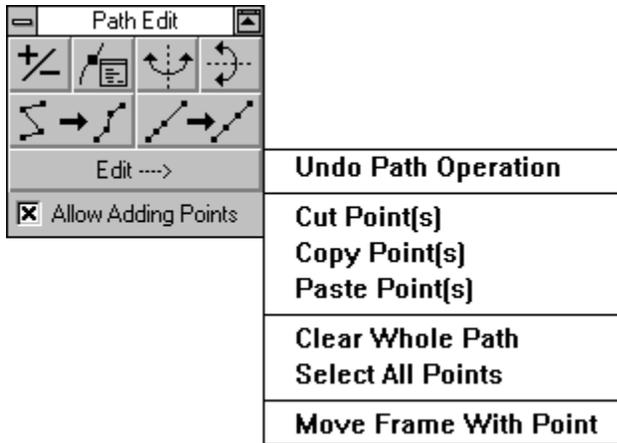 Path Edit
Edit ---->
Allow Adding Points
Undo Path Operation
Cut Point(s)
Copy Point(s)
Paste Point(s)
Clear Whole Path
Select All Points
Move Frame With Point